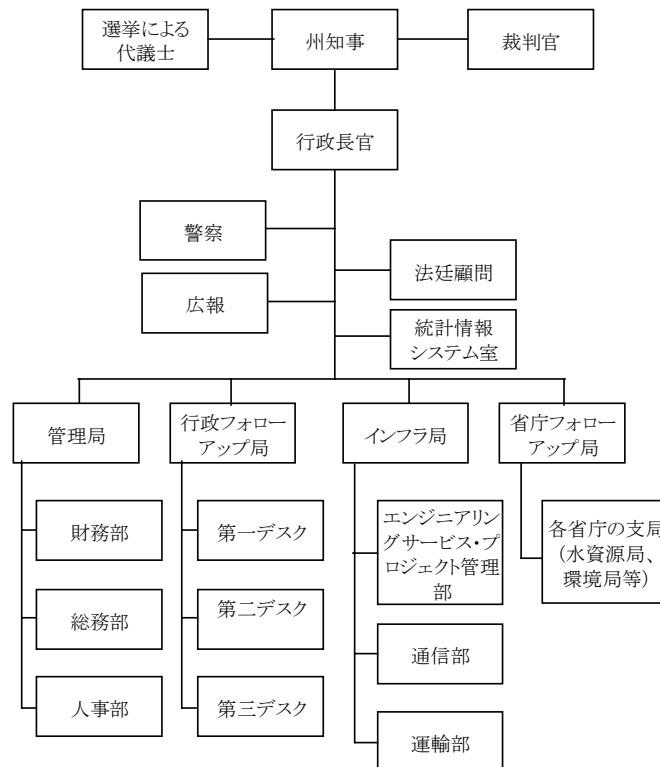 選挙による
代議士
州知事
裁判官
行政長官
警察
法廷顧問
広報
統計情報
システム室
管理局
行政フォロー
アップ局
インフラ局
省庁フォロー
アップ局
財務部
第一デスク
エンジニアリン
グサービス・プ
ロジェクト管理
部
各省庁の支局
(水資源局、
環境局等)
総務部
第二デスク
通信部
人事部
第三デスク
運輸部